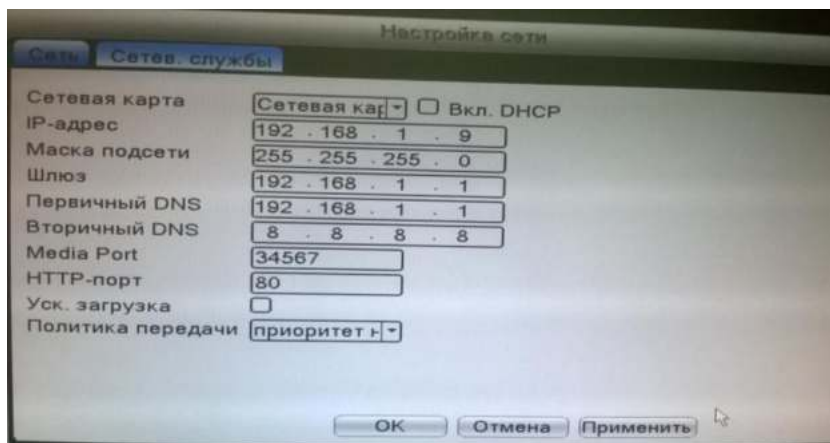 Настройка сети
Сеть Сетев. службы
Сетевая карта Сетевая кар Вкл. DHCP
IP-адрес 192 . 168 . 1 . 9
Маска подсети 255 . 255 . 255 . 0
Шлюз 192 . 168 . 1 . 1
Первичный DNS 192 . 168 . 1 . 1
Вторичный DNS 8 . 8 . 8 . 8
Media Port 34567
HTTP-порт 80
Уск. загрузка
Политика передачи приоритет н
OK Отмена Применить